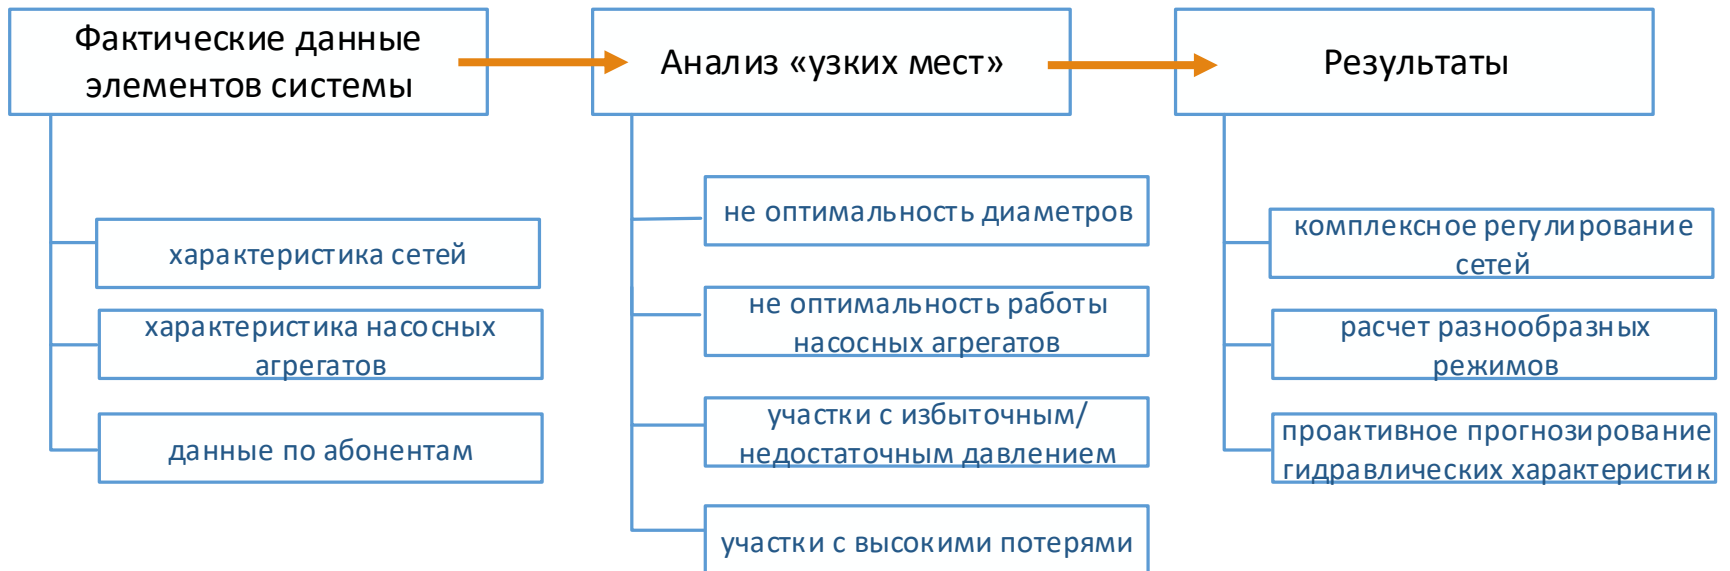 Фактические данные
элементов системы
характеристика сетей
характеристика насосных
агрегатов
данные по абонентам
Анализ «узких мест»
не оптимальность диаметров
не оптимальность работы
насосных агрегатов
участки с избыточным/
недостаточным давлением
участки с высокими потерями
Результаты
комплексное регулирование
сетей
расчет разнообразных
режимов
проактивное прогнозирование
гидравлических характеристик